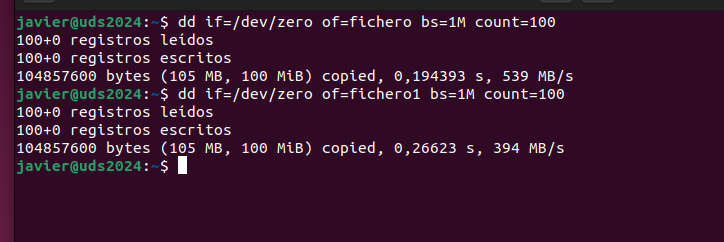 javier@uds2024:~$ dd if=/dev/zero of=fichero bs=1M count=100
100+0 registros leídos
100+0 registros escritos
104857600 bytes (105 MB, 100 MiB) copied, 0,194393 s, 539 MB/s
javier@uds2024:~$ dd if=/dev/zero of=fichero1 bs=1M count=100
100+0 registros leídos
100+0 registros escritos
104857600 bytes (105 MB, 100 MiB) copied, 0,26623 s, 394 MB/s
javier@uds2024:~$